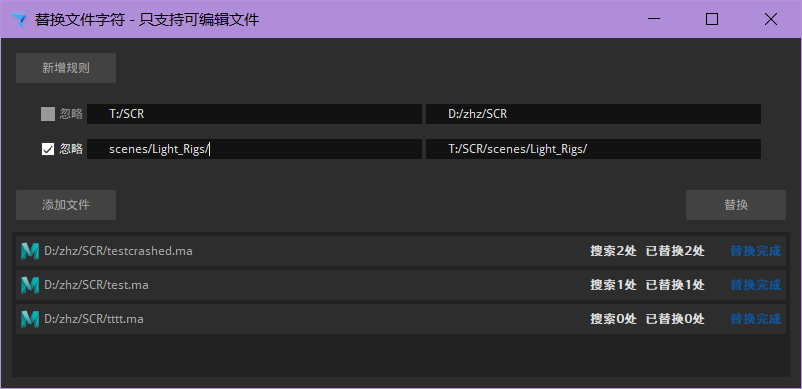 替换文件字符 - 只支持可编辑文件
新增规则
忽略 T:/SCR D:/zhz/SCR
忽略 scenes/Light_Rigs/ T:/SCR/scenes/Light_Rigs/
添加文件 替换
D:/zhz/SCR/testcrashed.ma 搜索2处 已替换2处 替换完成
D:/zhz/SCR/test.ma 搜索1处 已替换1处 替换完成
D:/zhz/SCR/tttt.ma 搜索0处 已替换0处 替换完成